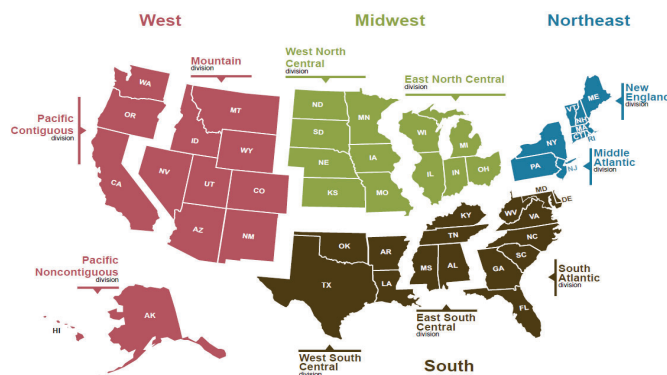 West
Midwest
Northeast
Mountain
division
West North
Central
division
East North Central
division
New
England
division
Pacific
Contiguous
division
Middle
Atlantic
division
WA
OR
CA
MT
ID
WY
NV
UT
CO
AZ
NM
ND
SD
NE
KS
MN
IA
MO
WI
MI
IL
IN
OH
ME
VT
NH
MA
CT
RI
NY
PA
NJ
MD
DE
WV
VA
KY
TN
NC
SC
GA
FL
MS
AL
OK
AR
TX
LA
Pacific
Noncontiguous
division
AK
HI
South
Atlantic
division
East South
Central
division
West South
Central
division
South